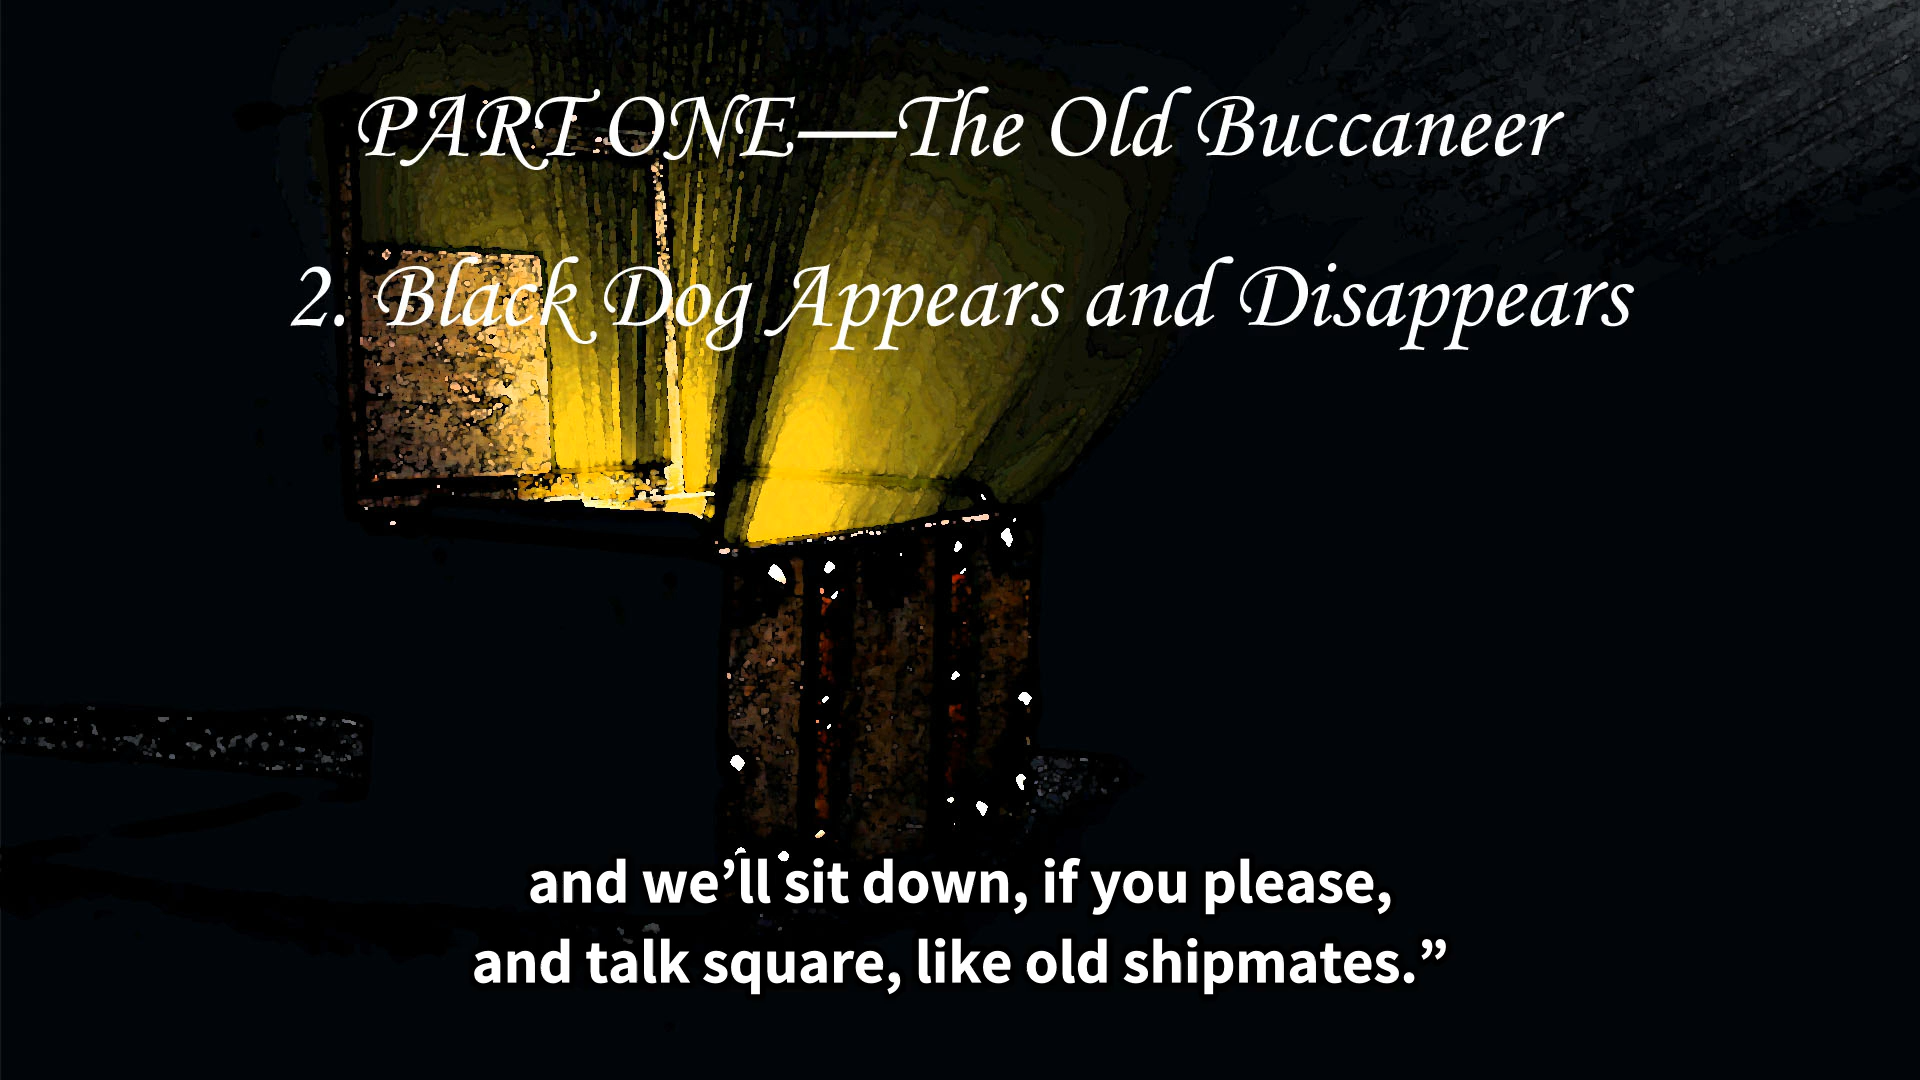 PART ONE—The Old Buccaneer
2. Black Dog Appears and Disappears
and we’ll sit down, if you please,
and talk square, like old shipmates.”